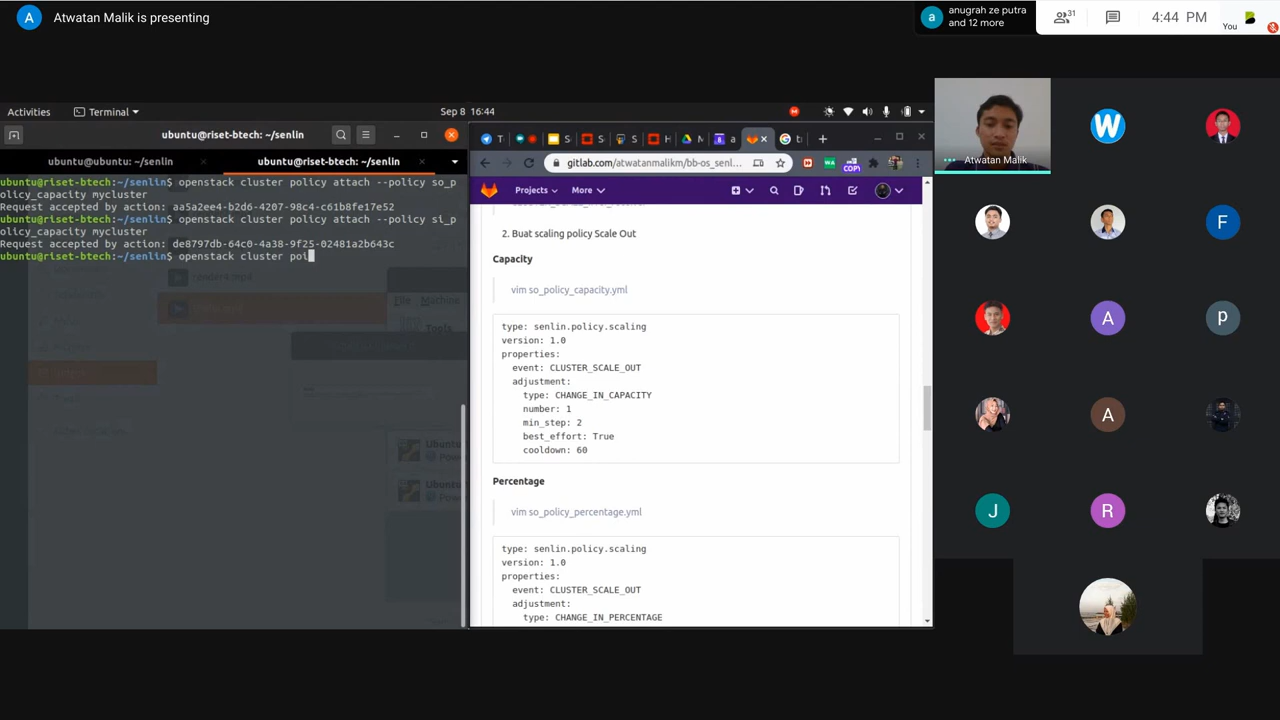 A
Atwatan Malik is presenting
a
anugrah ze putra
and 12 more
31
4:44 PM
You
Activities
Terminal
Sep 8 16:44
ubuntu@riset-btech: ~/senlin
ubuntu@ubuntu: ~/senlin
ubuntu@riset-btech: ~/senlin
ubuntu@riset-btech:~/senlin$ openstack cluster policy attach --policy so_p
olicy_capacity mycluster
Request accepted by action: aa5a2ee4-b2d6-4207-98c4-c61b8fe17e52
ubuntu@riset-btech:~/senlin$ openstack cluster policy attach --policy si_p
olicy_capacity mycluster
Request accepted by action: de8797db-64c0-4a38-9f25-02481a2b643c
ubuntu@riset-btech:~/senlin$ openstack cluster poi
File Machine
Tools
Ubuntu
Ubuntu
gitlab.com/atwatanmalikm/bb-os_senl...
COPY
Projects
More
2. Buat scaling policy Scale Out
Capacity
vim so_policy_capacity.yml
type: senlin.policy.scaling
version: 1.0
properties:
event: CLUSTER_SCALE_OUT
adjustment:
type: CHANGE_IN_CAPACITY
number: 1
min_step: 2
best_effort: True
cooldown: 60
Percentage
vim so_policy_percentage.yml
type: senlin.policy.scaling
version: 1.0
properties:
event: CLUSTER_SCALE_OUT
adjustment:
type: CHANGE_IN_PERCENTAGE
Atwatan Malik
W
F
A
p
A
J
R